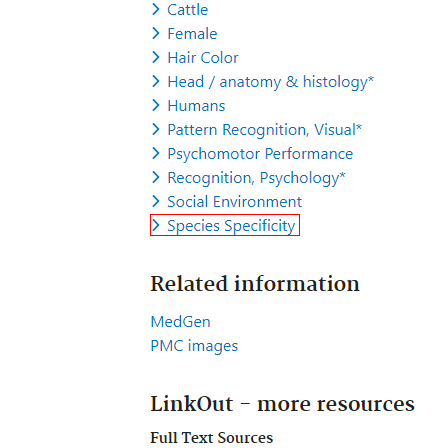 Cattle
Female
Hair Color
Head / anatomy & histology*
Humans
Pattern Recognition, Visual*
Psychomotor Performance
Recognition, Psychology*
Social Environment
Species Specificity
Related information
MedGen
PMC images
LinkOut - more resources
Full Text Sources